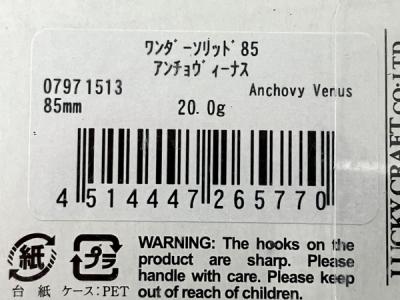 ﾜﾝﾀﾞｰｿﾘｯﾄﾞ85
ｱﾝﾁｮｳﾞｨｰﾅｽ
07971513 Anchovy Venus
85mm 20.0g
4 514447 265770
紙
プラ
台 紙 ケース:PET
WARNING: The hooks on the
product are sharp. Please
handle with care. Please keep
out of reach of children.
LUCKY CRAFT CO.,LTD